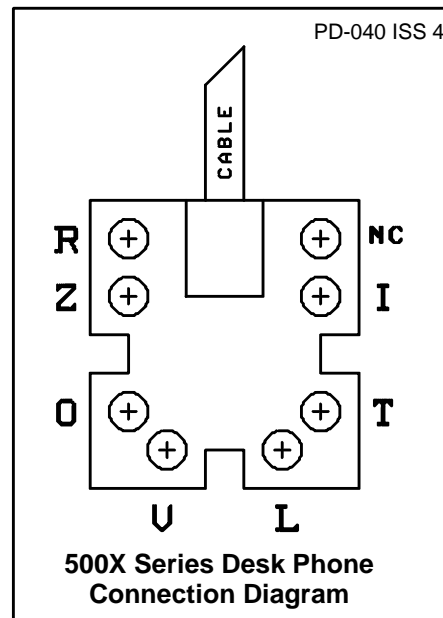 PD-040 ISS 4
CABLE
R NC
Z I
O T
V L
500X Series Desk Phone
Connection Diagram